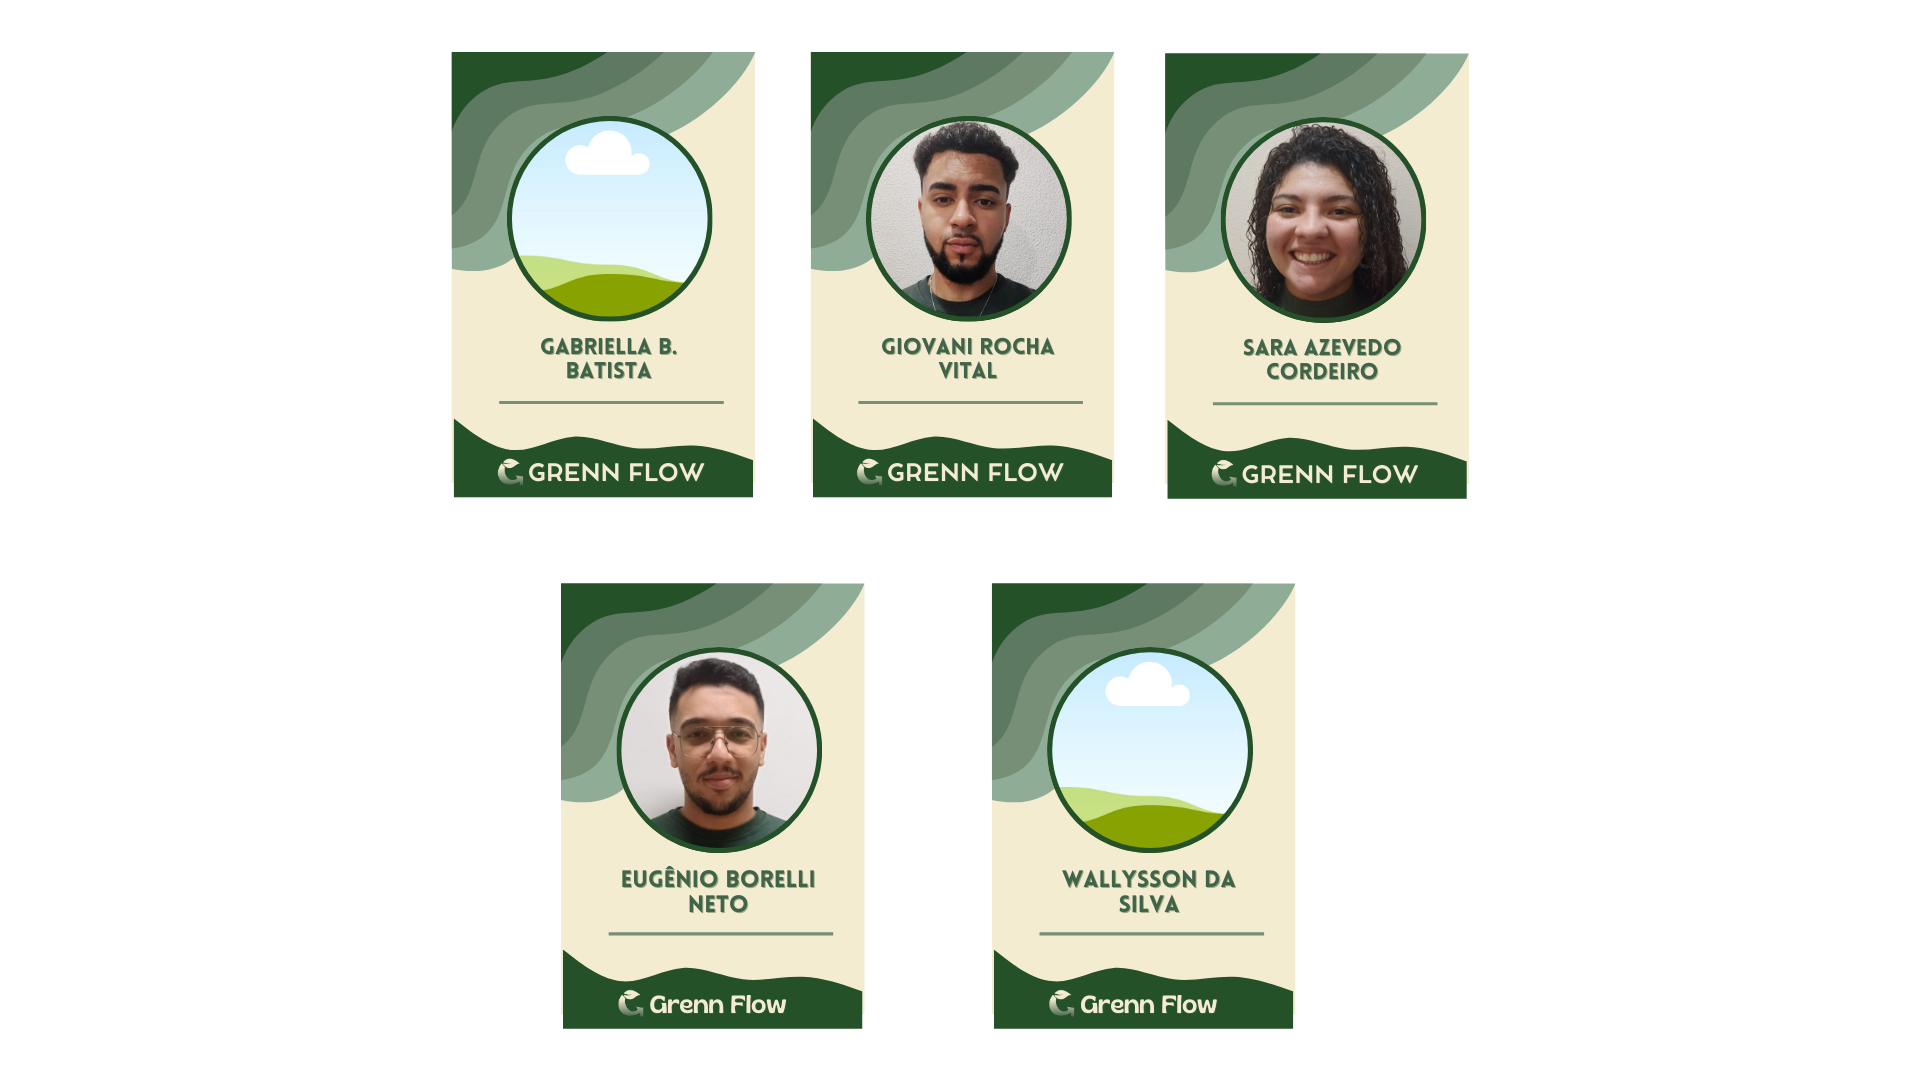 GABRIELLA B.
BATISTA
GRENN FLOW
GIOVANI ROCHA
VITAL
GRENN FLOW
SARA AZEVEDO
CORDEIRO
GRENN FLOW
EUGÊNIO BORELLI
NETO
Grenn Flow
WALLYSSON DA
SILVA
Grenn Flow